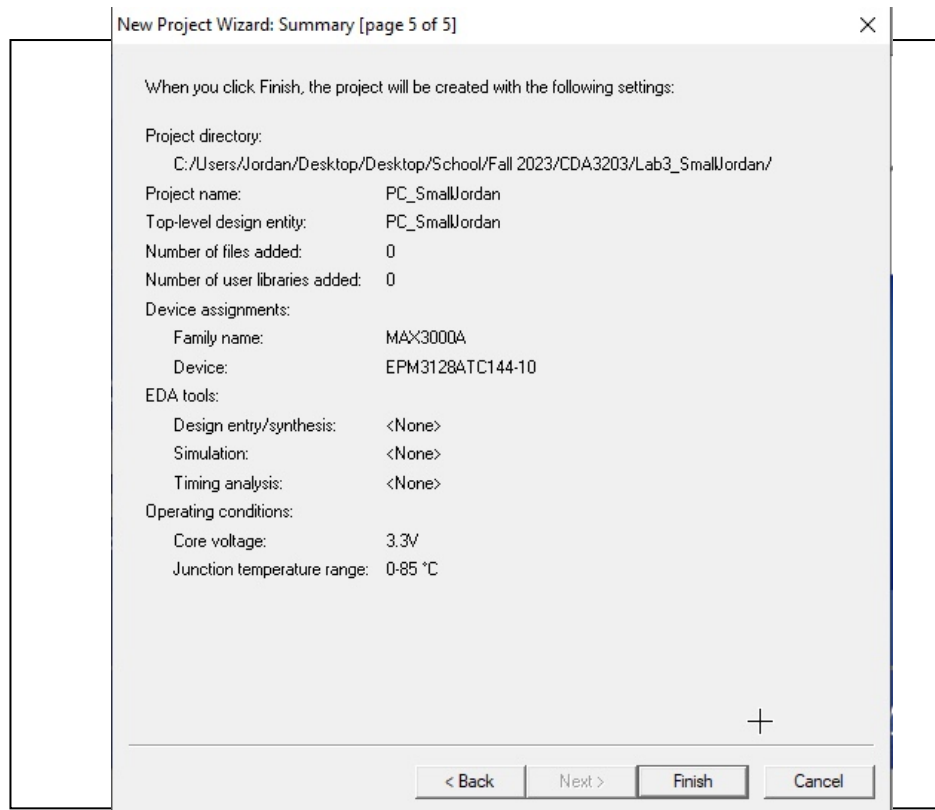 New Project Wizard: Summary [page 5 of 5]
When you click Finish, the project will be created with the following settings:
Project directory:
C:/Users/Jordan/Desktop/Desktop/School/Fall 2023/CDA3203/Lab3_SmallJordan/
Project name: PC_SmallJordan
Top-level design entity: PC_SmallJordan
Number of files added: 0
Number of user libraries added: 0
Device assignments:
Family name: MAX3000A
Device: EPM3128ATC144-10
EDA tools:
Design entry/synthesis: <None>
Simulation: <None>
Timing analysis: <None>
Operating conditions:
Core voltage: 3.3V
Junction temperature range: 0-85 °C
< Back Next > Finish Cancel